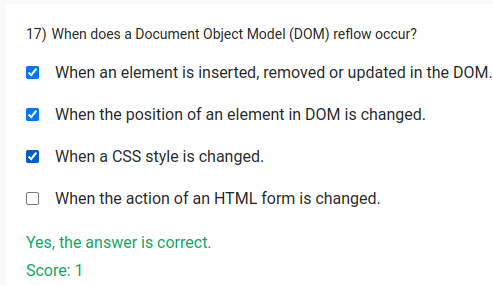 17) When does a Document Object Model (DOM) reflow occur?
When an element is inserted, removed or updated in the DOM.
When the position of an element in DOM is changed.
When a CSS style is changed.
When the action of an HTML form is changed.
Yes, the answer is correct.
Score: 1